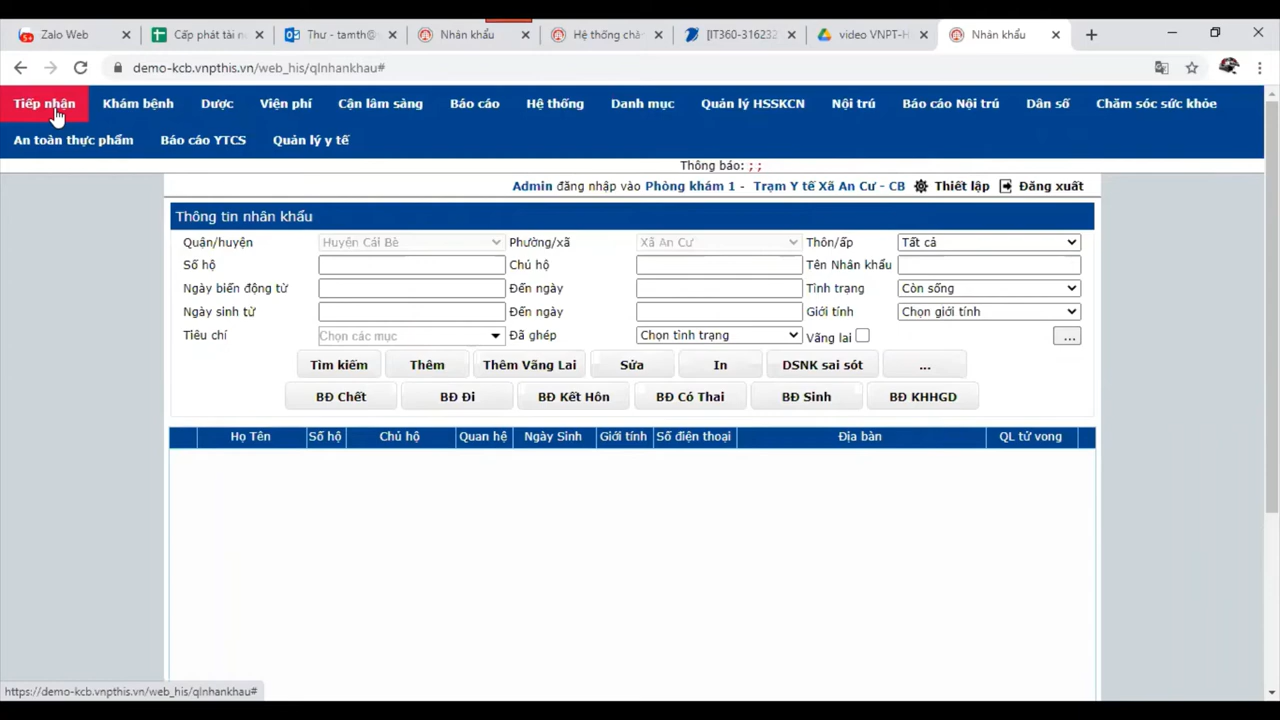 Zalo Web
Cấp phát tài n
Thư - tamth@
Nhân khẩu
Hệ thống chă
[IT360-316232
video VNPT-H
Nhân khẩu
demo-kcb.vnpthis.vn/web_his/qlnhankhau#
Tiếp nhận Khám bệnh Dược Viện phí Cận lâm sàng Báo cáo Hệ thống Danh mục Quản lý HSSKCN Nội trú Báo cáo Nội trú Dân số Chăm sóc sức khỏe
An toàn thực phẩm Báo cáo YTCS Quản lý y tế
Thông báo: ; ;
Admin đăng nhập vào Phòng khám 1 - Trạm Y tế Xã An Cư - CB Thiết lập Đăng xuất
Thông tin nhân khẩu
Quận/huyện Huyện Cái Bè Phường/xã Xã An Cư Thôn/ấp Tất cả
Số hộ Chủ hộ Tên Nhân khẩu
Ngày biến động từ Đến ngày Tình trạng Còn sống
Ngày sinh từ Đến ngày Giới tính Chọn giới tính
Tiêu chí Chọn các mục Đã ghép Chọn tình trạng Vãng lai ...
Tìm kiếm Thêm Thêm Vãng Lai Sửa In DSNK sai sót ...
BĐ Chết BĐ Đi BĐ Kết Hôn BĐ Có Thai BĐ Sinh BĐ KHHGD
Họ Tên Số hộ Chủ hộ Quan hệ Ngày Sinh Giới tính Số điện thoại Địa bàn QL tử vong
https://demo-kcb.vnpthis.vn/web_his/qlnhankhau#